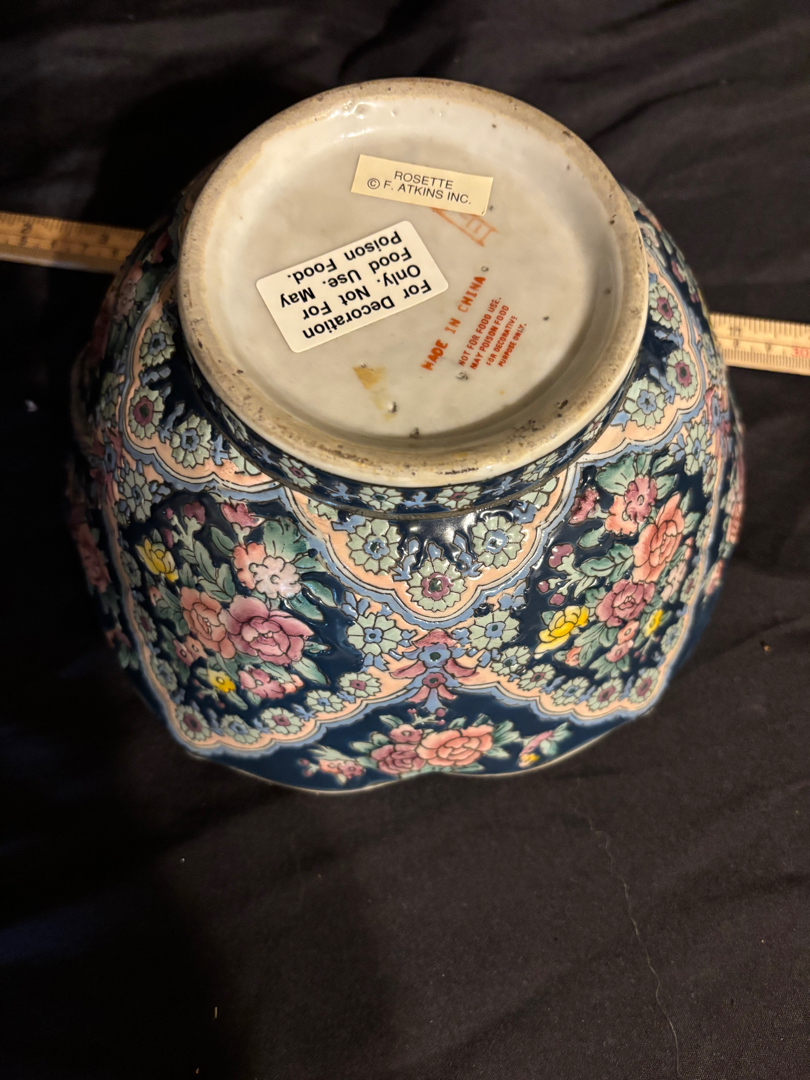 ROSETTE
© F. ATKINS INC.
For Decoration
Only. Not For
Food Use. May
Poison Food.
MADE IN CHINA
NOT FOR FOOD USE.
MAY POISON FOOD
FOR DECORATIVE
PURPOSE ONLY.